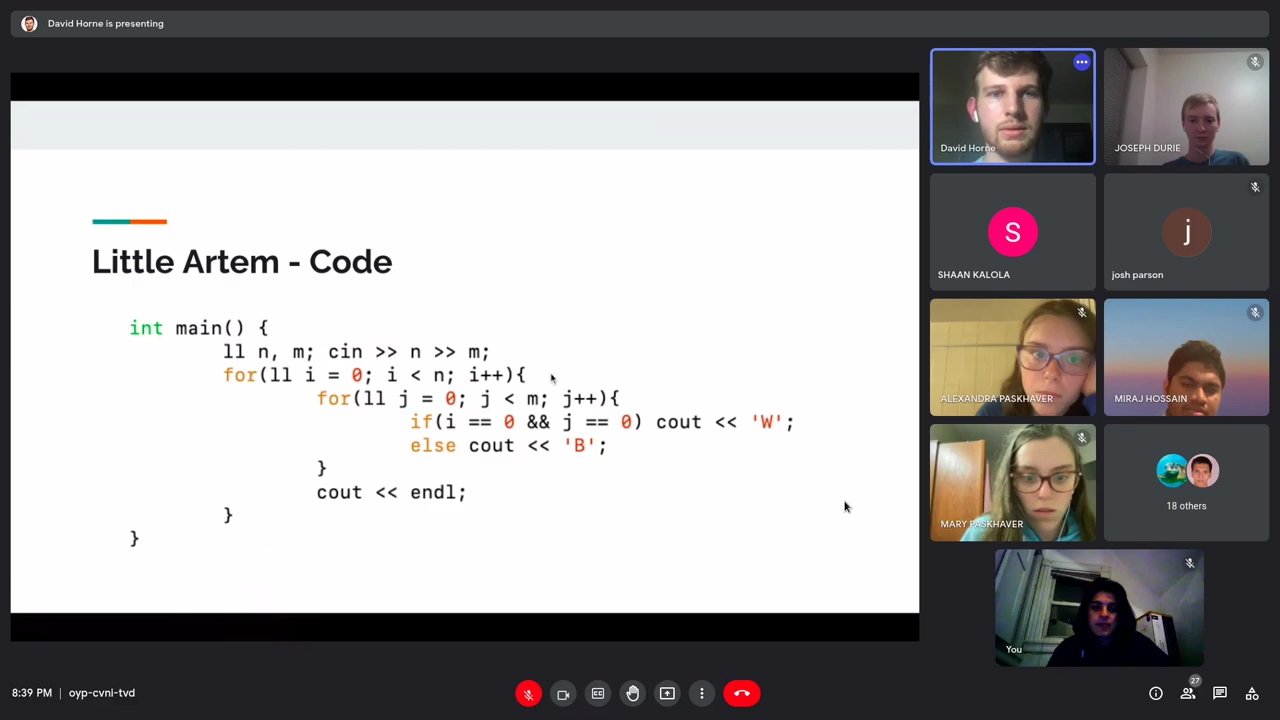 David Horne is presenting
Little Artem - Code
int main() {
ll n, m; cin >> n >> m;
for(ll i = 0; i < n; i++){
for(ll j = 0; j < m; j++){
if(i == 0 && j == 0) cout << 'W';
else cout << 'B';
}
cout << endl;
}
}
David Horne
JOSEPH DURIE
S
SHAAN KALOLA
j
josh parson
ALEXANDRA PASKHAVER
MIRAJ HOSSAIN
MARY PASKHAVER
18 others
You
8:39 PM | oyp-cvnl-tvd
CC
27